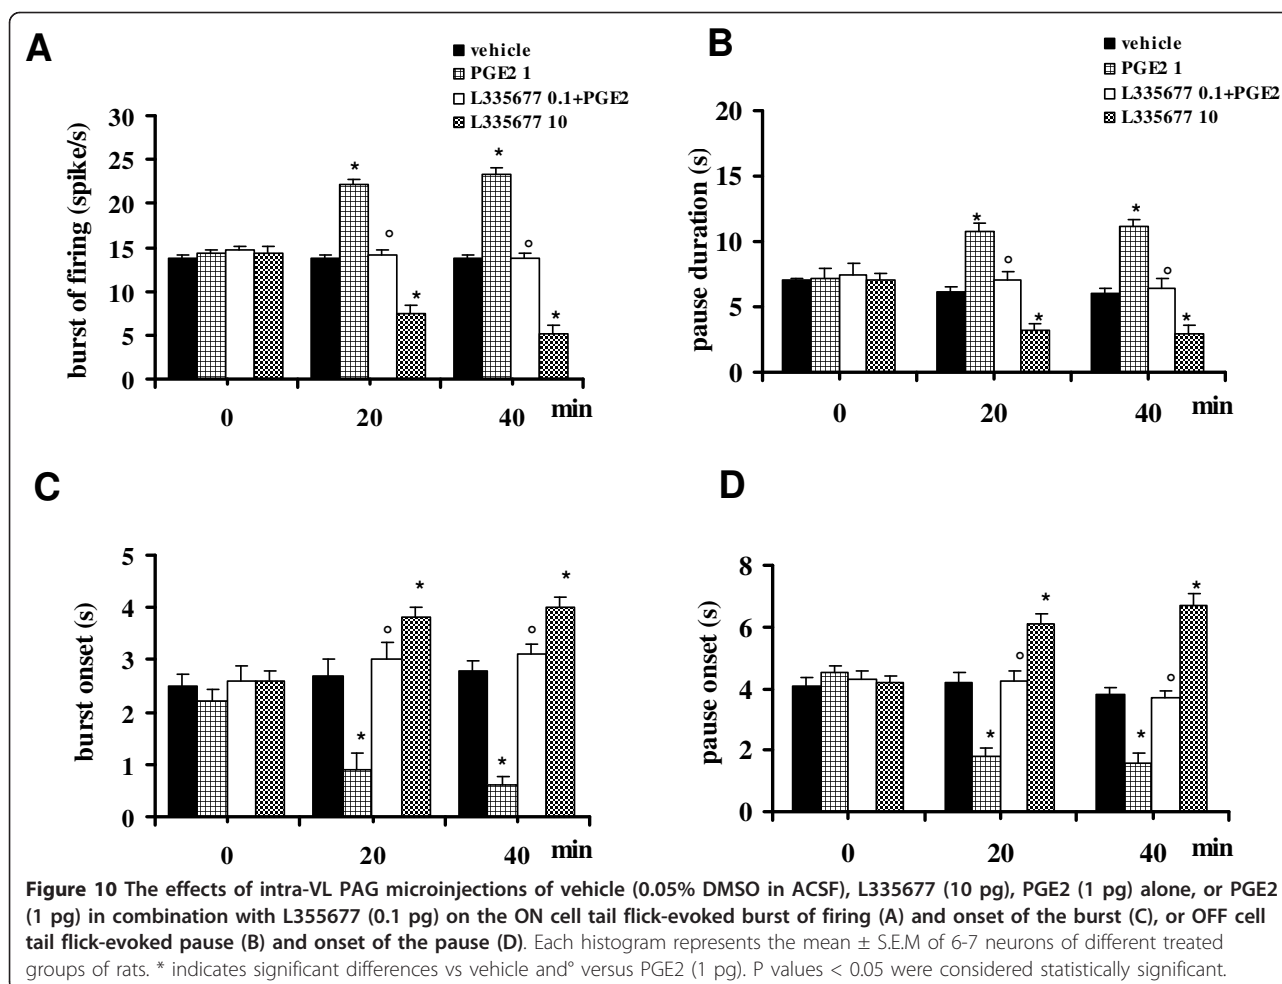 A
vehicle
PGE2 1
L335677 0.1+PGE2
L335677 10
burst of firing (spike/s)
30
25
20
15
10
5
0
* ° * * ° *
0 20 40 min
B
vehicle
PGE2 1
L335677 0.1+PGE2
L335677 10
pause duration (s)
20
15
10
5
0
* ° * * ° *
0 20 40 min
C
burst onset (s)
5
4
3
2
1
0
* ° * * ° *
0 20 40 min
D
pause onset (s)
8
6
4
2
0
* ° * * ° *
0 20 40 min
Figure 10 The effects of intra-VL PAG microinjections of vehicle (0.05% DMSO in ACSF), L335677 (10 pg), PGE2 (1 pg) alone, or PGE2
(1 pg) in combination with L355677 (0.1 pg) on the ON cell tail flick-evoked burst of firing (A) and onset of the burst (C), or OFF cell
tail flick-evoked pause (B) and onset of the pause (D). Each histogram represents the mean ± S.E.M of 6-7 neurons of different treated
groups of rats. * indicates significant differences vs vehicle and° versus PGE2 (1 pg). P values < 0.05 were considered statistically significant.